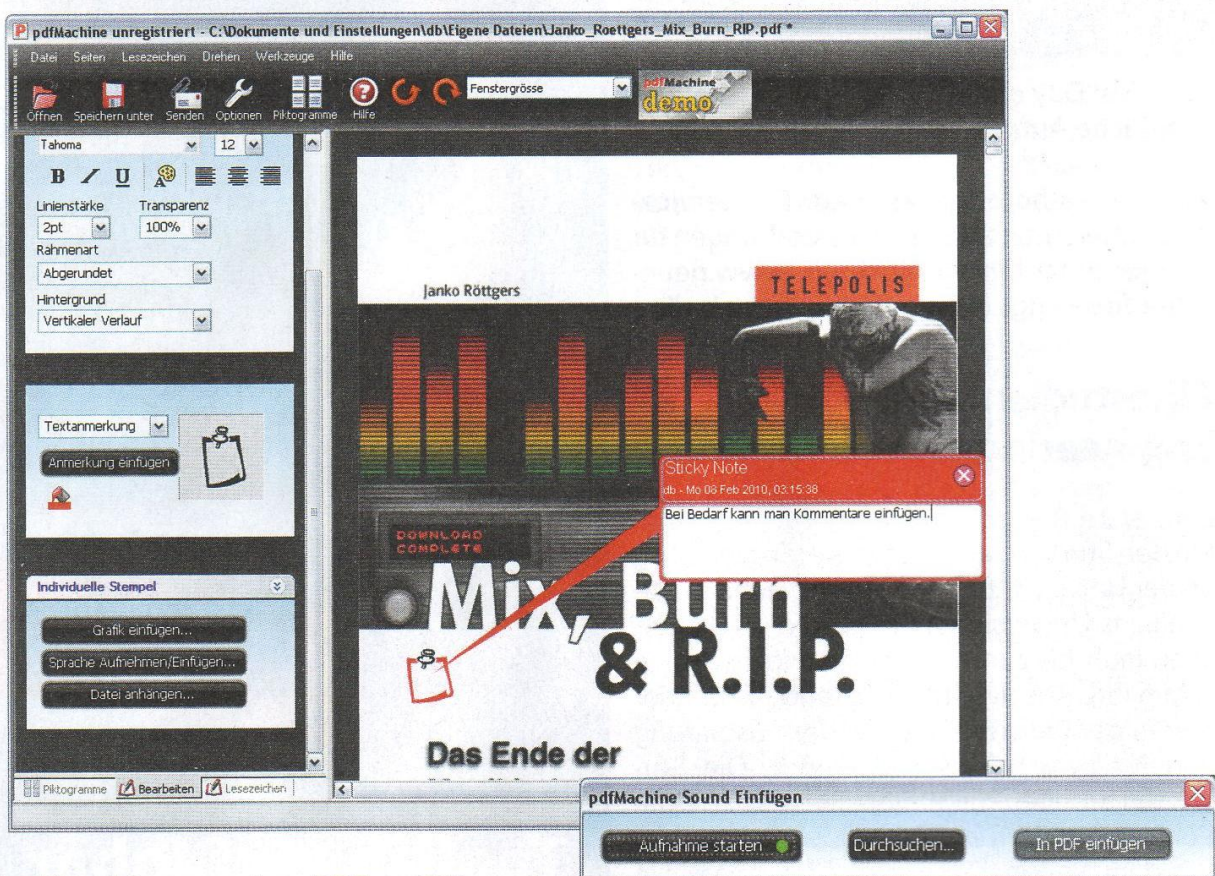 pdfMachine unregistriert - C:\Dokumente und Einstellungen\db\Eigene Dateien\Janko_Roettgers_Mix_Burn_RIP.pdf *
Datei Seiten Lesezeichen Drehen Werkzeuge Hilfe
Öffnen Speichern unter Senden Optionen Piktogramme Hilfe
Fenstergrösse
pdfMachine
demo
Tahoma 12
B U A
Linienstärke Transparenz
2pt 100%
Rahmenart
Abgerundet
Hintergrund
Vertikaler Verlauf
Textanmerkung
Anmerkung einfügen
Individuelle Stempel
Grafik einfügen...
Sprache Aufnehmen/Einfügen...
Datei anhängen...
Piktogramme Bearbeiten Lesezeichen
Janko Röttgers
TELEPOLIS
Sticky Note
db - Mo 08 Feb 2010, 03:15:38
Bei Bedarf kann man Kommentare einfügen.
DOWNLOAD
COMPLETE
Mix, Burn
& R.I.P.
Das Ende der
pdfMachine Sound Einfügen
Aufnahme starten Durchsuchen... In PDF einfügen